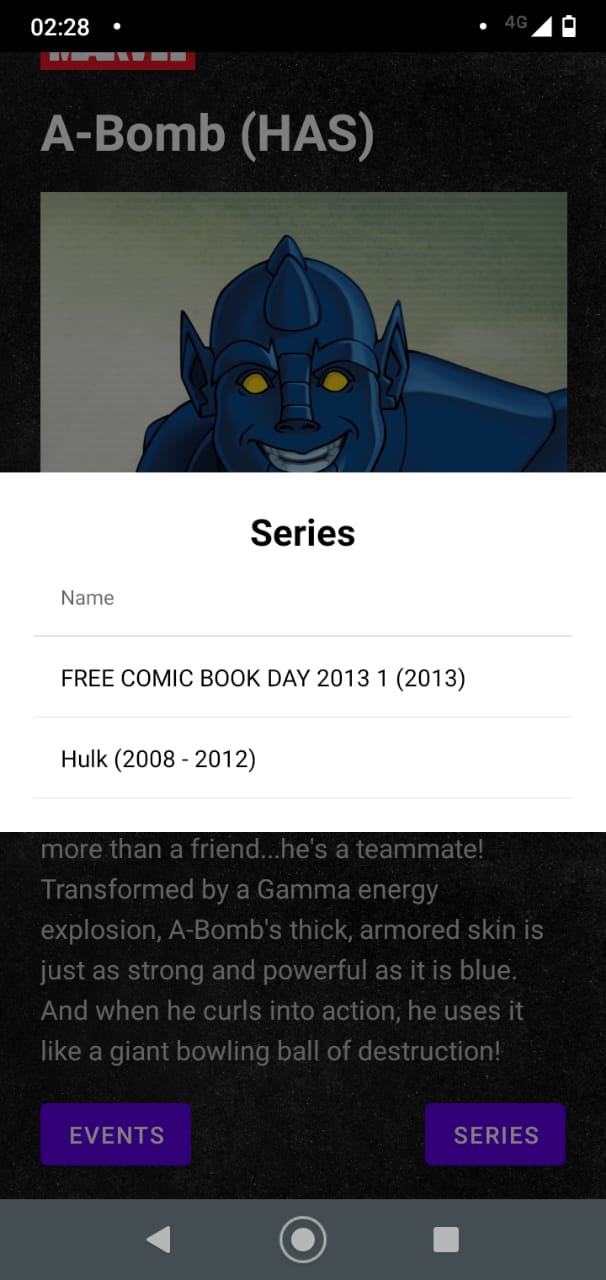 02:28
4G
MARVEL
A-Bomb (HAS)
Series
Name
FREE COMIC BOOK DAY 2013 1 (2013)
Hulk (2008 - 2012)
more than a friend...he's a teammate!
Transformed by a Gamma energy
explosion, A-Bomb's thick, armored skin is
just as strong and powerful as it is blue.
And when he curls into action, he uses it
like a giant bowling ball of destruction!
EVENTS
SERIES